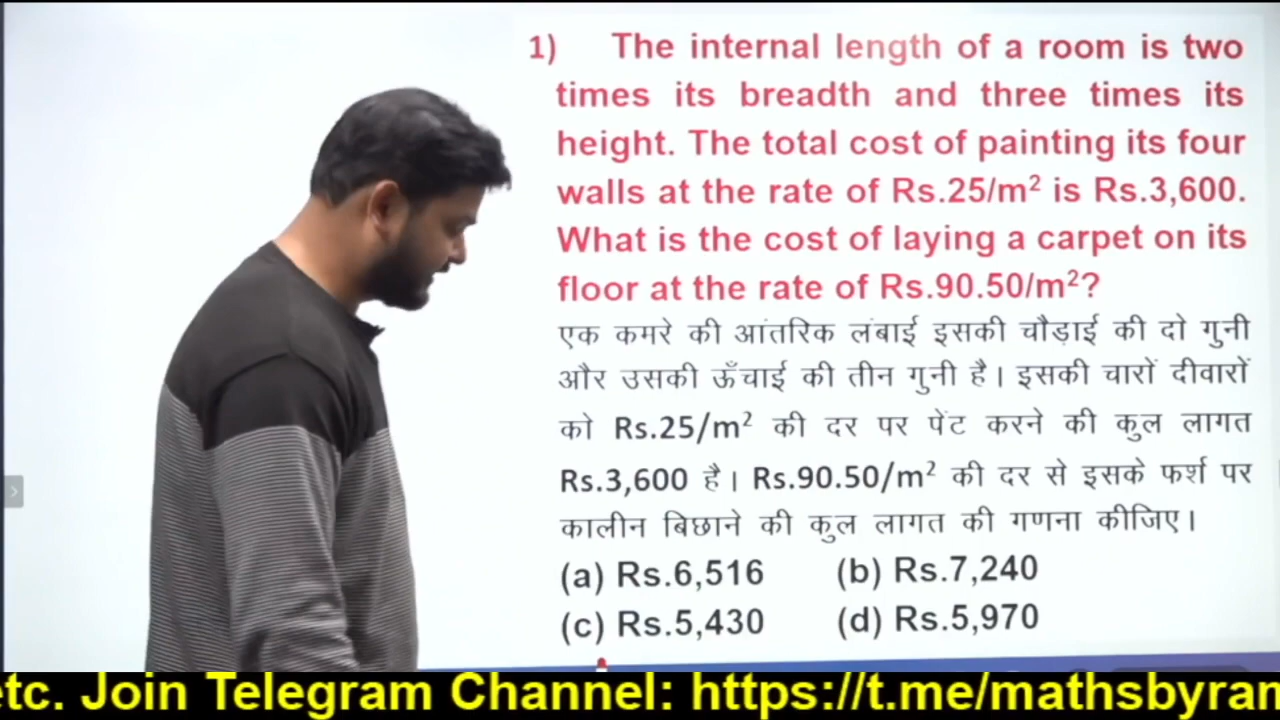 1) The internal length of a room is two
times its breadth and three times its
height. The total cost of painting its four
walls at the rate of Rs.25/m² is Rs.3,600.
What is the cost of laying a carpet on its
floor at the rate of Rs.90.50/m²?
एक कमरे की आंतरिक लंबाई इसकी चौड़ाई की दो गुनी
और उसकी ऊँचाई की तीन गुनी है। इसकी चारों दीवारों
को Rs.25/m² की दर पर पेंट करने की कुल लागत
Rs.3,600 है। Rs.90.50/m² की दर से इसके फर्श पर
कालीन बिछाने की कुल लागत की गणना कीजिए।
(a) Rs.6,516 (b) Rs.7,240
(c) Rs.5,430 (d) Rs.5,970
etc. Join Telegram Channel: https://t.me/mathsbyran